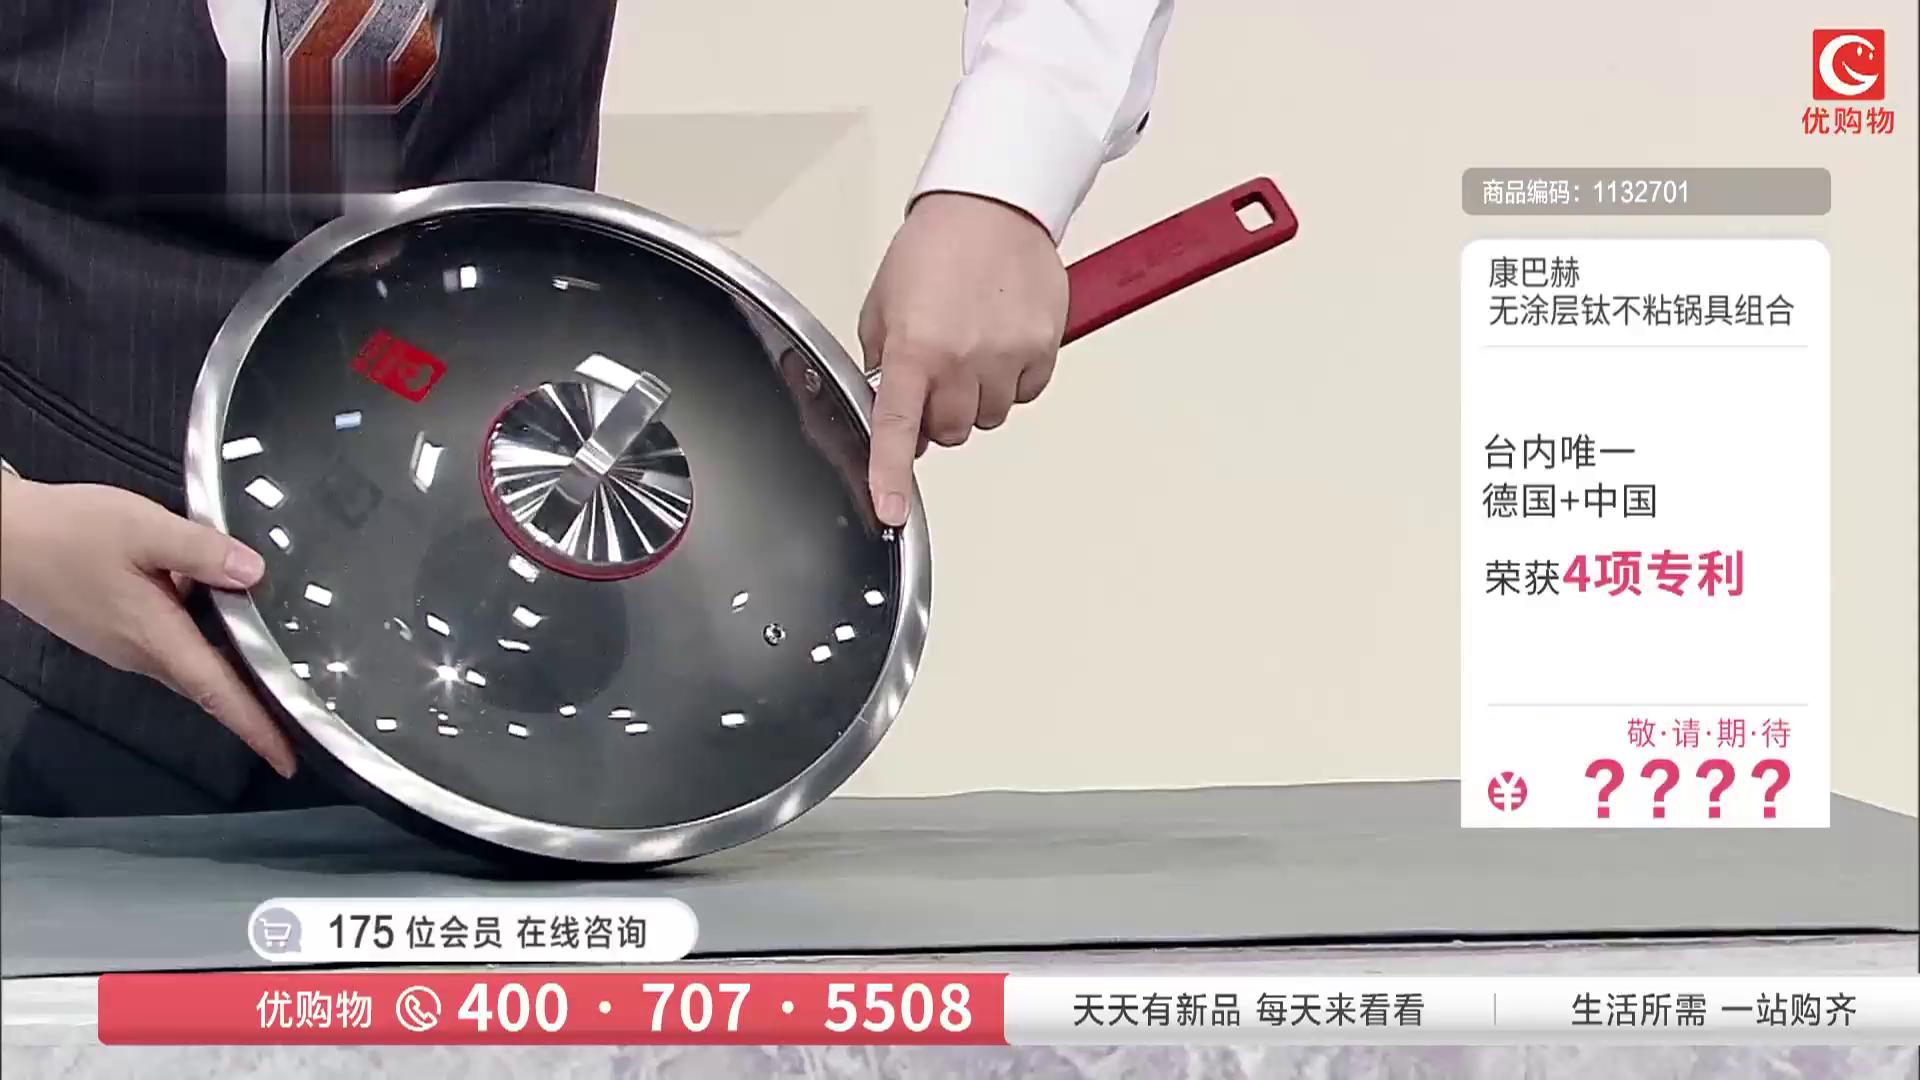 优购物
商品编码：1132701
康巴赫
无涂层钛不粘锅具组合
台内唯一
德国+中国
荣获4项专利
敬·请·期·待
¥ ????
175 位会员 在线咨询
优购物 400·707·5508
天天有新品 每天来看看
生活所需 一站购齐